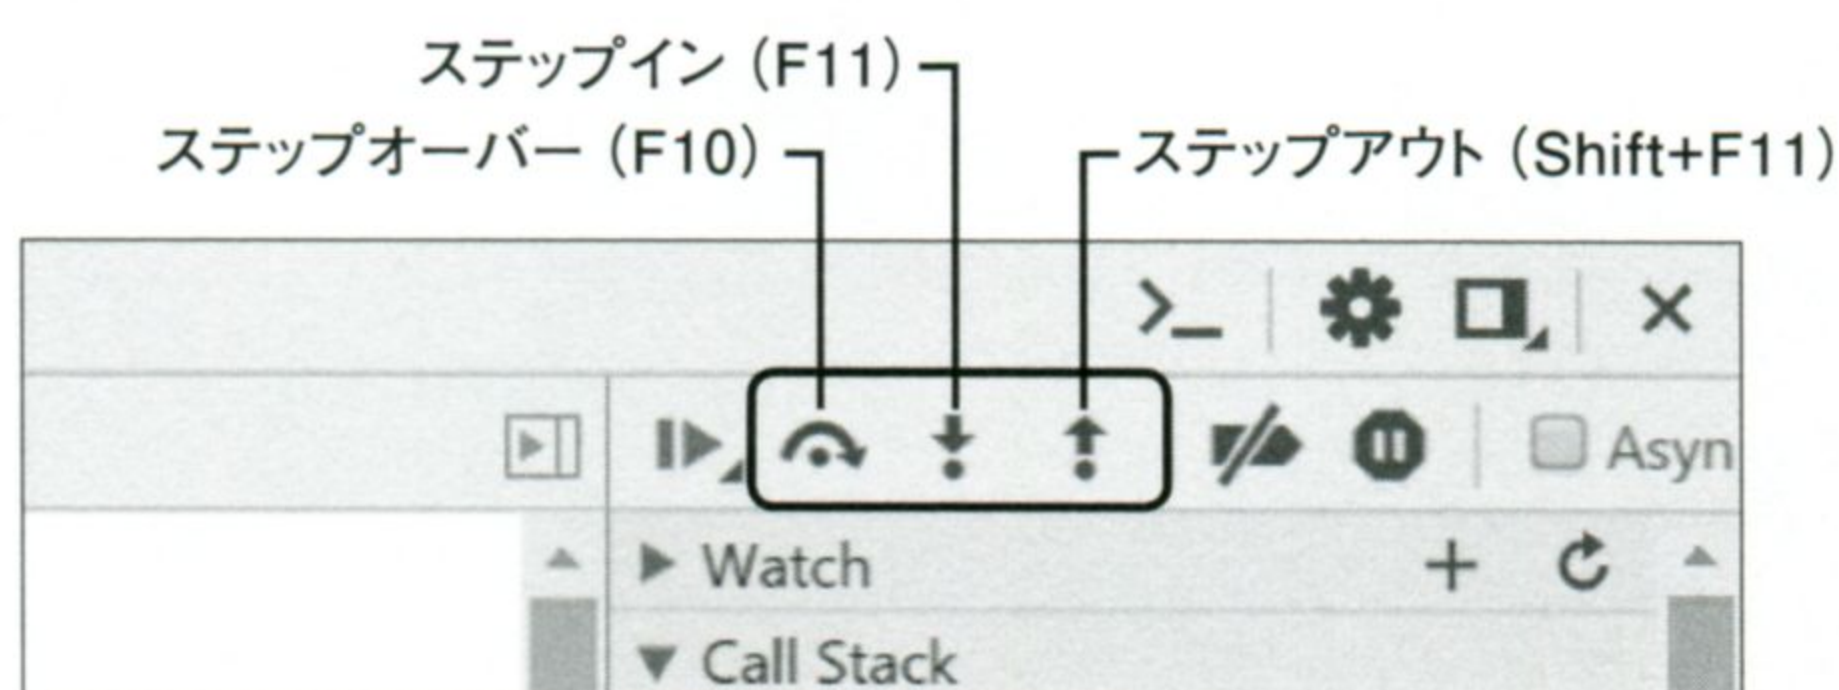 ステップイン（F11）
ステップオーバー（F10）
ステップアウト（Shift+F11）
Asyn
Watch
Call Stack